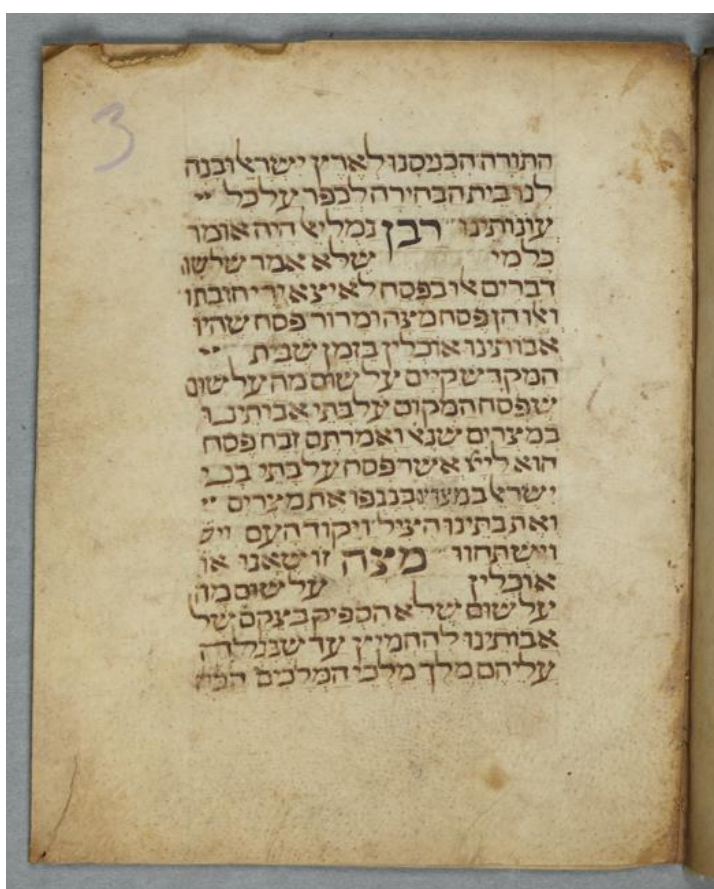 3
התורה הכניסנו לארץ ישראל ובנה
לנו בית הבחירה לכפר על כל
עונותינו רבן גמליאל היה אומר
כל מי שלא אמר שלשה
דברים אלו בפסח לא יצא ידי חובתו
ואלו הן פסח מצה ומרור פסח שהיו
אבותינו אוכלין בזמן שבית
המקדש קיים על שום מה על שום
שפסח המקום על בתי אבותינו
במצרים שנא ואמרתם זבח פסח
הוא ליי אשר פסח על בתי בני
ישראל במצרים בנגפו את מצרים
ואת בתינו הציל ויקוד העם
וישתחוו מצה זו שאנו או
אוכלין על שום מה
על שום שלא הספיק בצקם של
אבותינו להחמיץ עד שנגלה
עליהם מלך מלכי המלכים הקב